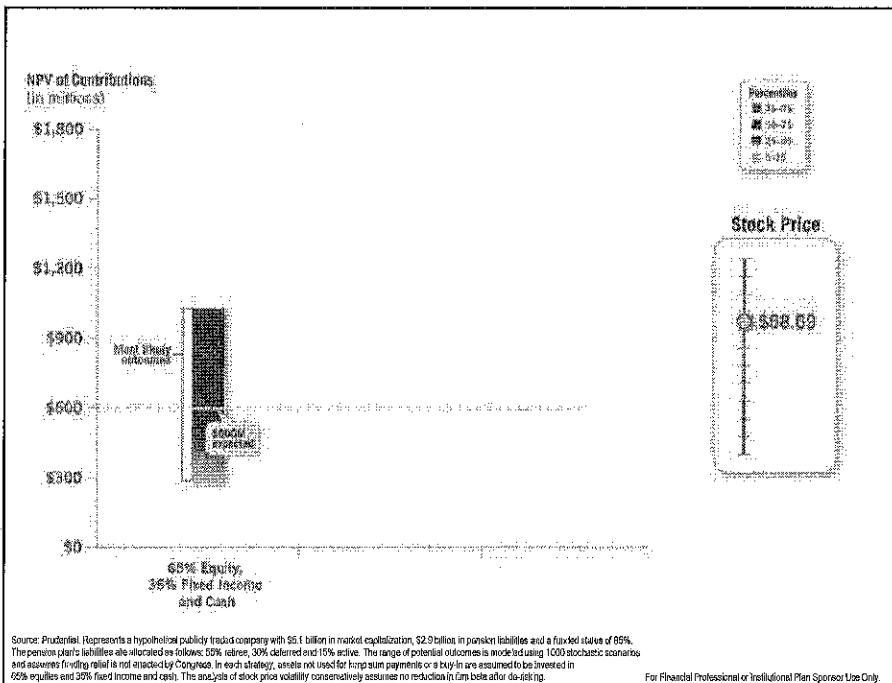 NPV of Contributions
(in millions)
$1,800
$1,500
$1,200
$900
$600
$300
$0
Most likely
outcomes
$600M
expected
65% Equity,
35% Fixed Income
and Cash
Percentiles
Stock Price
Source: Prudential. Represents a hypothetical publicly traded company with $5.1 billion in market capitalization, $2.9 billion in pension liabilities and a funded status of 85%.
The pension plan's liabilities are allocated as follows: 55% retiree, 30% deferred and 15% active. The range of potential outcomes is modeled using 1000 stochastic scenarios
and assumes funding relief is not enacted by Congress. In each strategy, assets not used for lump sum payments or a buy-in are assumed to be invested in
65% equities and 35% fixed income and cash. The analysis of stock price volatility conservatively assumes no reduction in firm beta after de-risking.
For Financial Professional or Institutional Plan Sponsor Use Only.